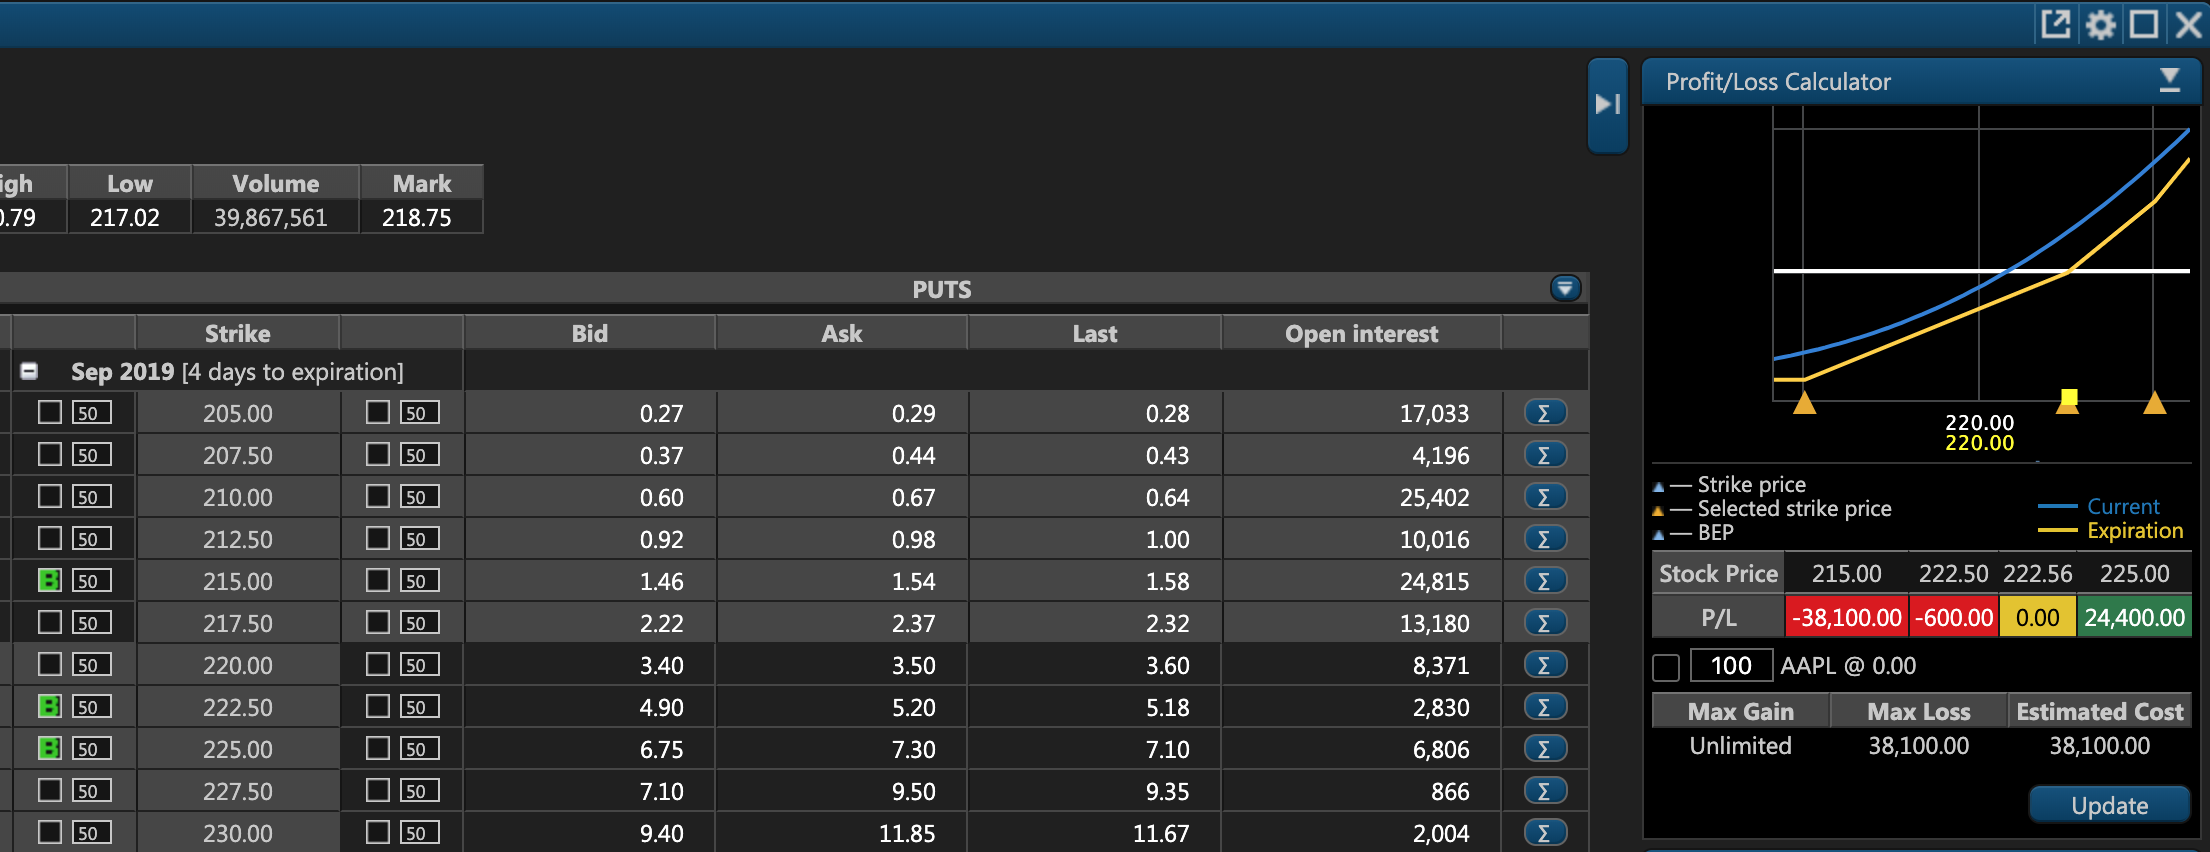 Profit/Loss Calculator
igh Low Volume Mark
0.79 217.02 39,867,561 218.75
PUTS
Strike Bid Ask Last Open interest
Sep 2019 [4 days to expiration]
50 205.00 50 0.27 0.29 0.28 17,033 Σ
50 207.50 50 0.37 0.44 0.43 4,196 Σ
50 210.00 50 0.60 0.67 0.64 25,402 Σ
50 212.50 50 0.92 0.98 1.00 10,016 Σ
B 50 215.00 50 1.46 1.54 1.58 24,815 Σ
50 217.50 50 2.22 2.37 2.32 13,180 Σ
50 220.00 50 3.40 3.50 3.60 8,371 Σ
B 50 222.50 50 4.90 5.20 5.18 2,830 Σ
B 50 225.00 50 6.75 7.30 7.10 6,806 Σ
50 227.50 50 7.10 9.50 9.35 866 Σ
50 230.00 50 9.40 11.85 11.67 2,004 Σ
220.00
220.00
— Strike price
— Selected strike price
— BEP
Current
Expiration
Stock Price 215.00 222.50 222.56 225.00
P/L -38,100.00 -600.00 0.00 24,400.00
100 AAPL @ 0.00
Max Gain Max Loss Estimated Cost
Unlimited 38,100.00 38,100.00
Update